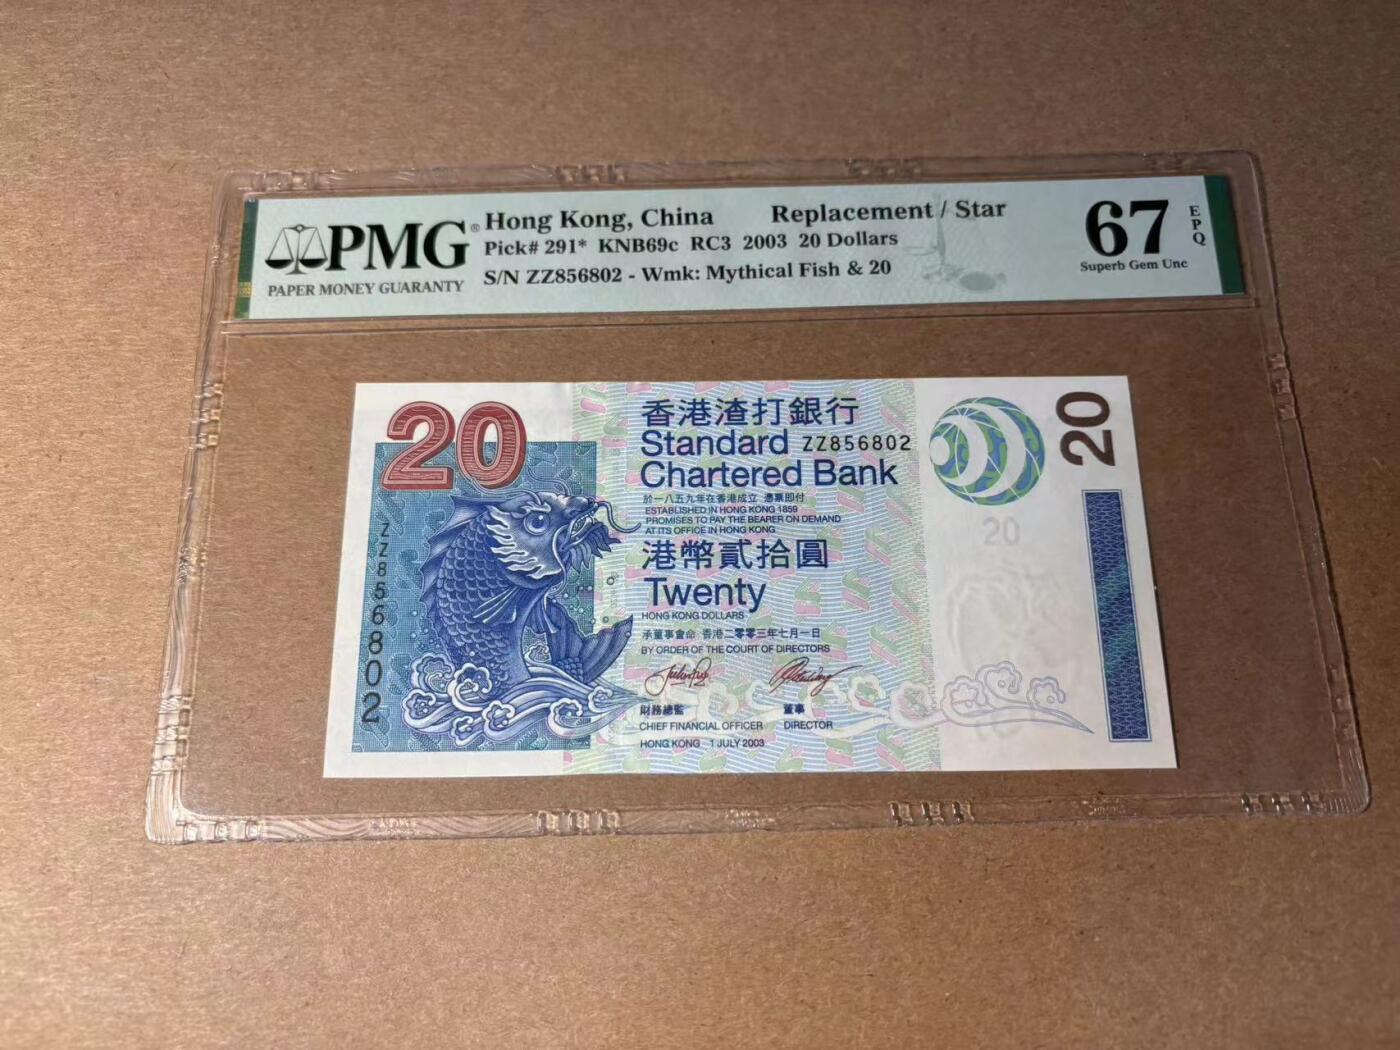 PMG®
PAPER MONEY GUARANTY
Hong Kong, China Replacement / Star
Pick# 291* KNB69c RC3 2003 20 Dollars
S/N ZZ856802 - Wmk: Mythical Fish & 20
67
EPQ
Superb Gem Unc
20
ZZ856802
香港渣打銀行
Standard ZZ856802
Chartered Bank
於一八五九年在香港成立 憑票即付
ESTABLISHED IN HONG KONG 1859
PROMISES TO PAY THE BEARER ON DEMAND
AT ITS OFFICE IN HONG KONG
港幣貳拾圓
Twenty
HONG KONG DOLLARS
承董事會命 香港二零零三年七月一日
BY ORDER OF THE COURT OF DIRECTORS
財務總監 董事
CHIEF FINANCIAL OFFICER DIRECTOR
HONG KONG 1 JULY 2003
20
20